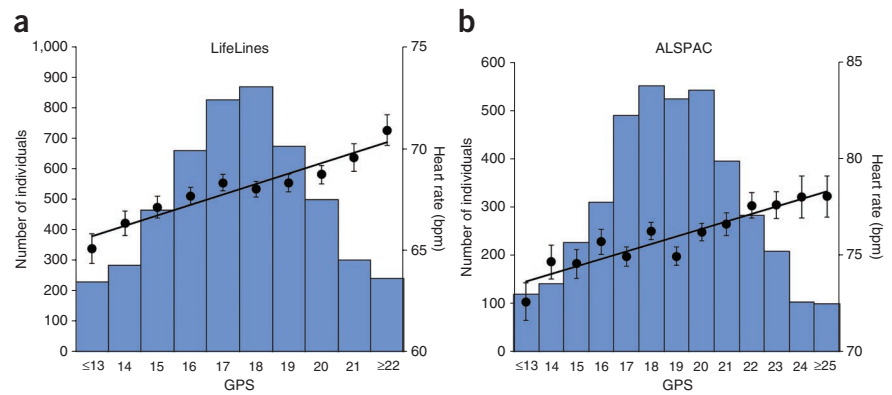 a
LifeLines
Number of individuals
1,000
900
800
700
600
500
400
300
200
100
0
75
70
65
60
Heart rate (bpm)
≤13 14 15 16 17 18 19 20 21 ≥22
GPS
b
ALSPAC
Number of individuals
600
500
400
300
200
100
0
85
80
75
70
Heart rate (bpm)
≤13 14 15 16 17 18 19 20 21 22 23 24 ≥25
GPS